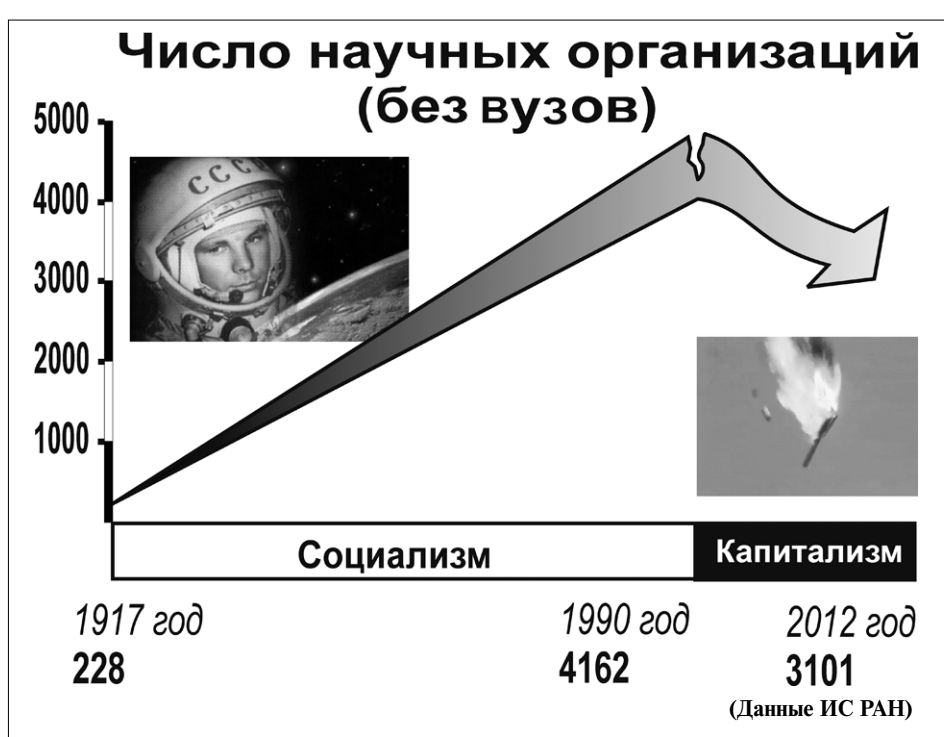 Число научных организаций
(без вузов)
5000
4000
3000
2000
1000
СССР
Социализм
Капитализм
1917 год
228
1990 год
4162
2012 год
3101
(Данные ИС РАН)